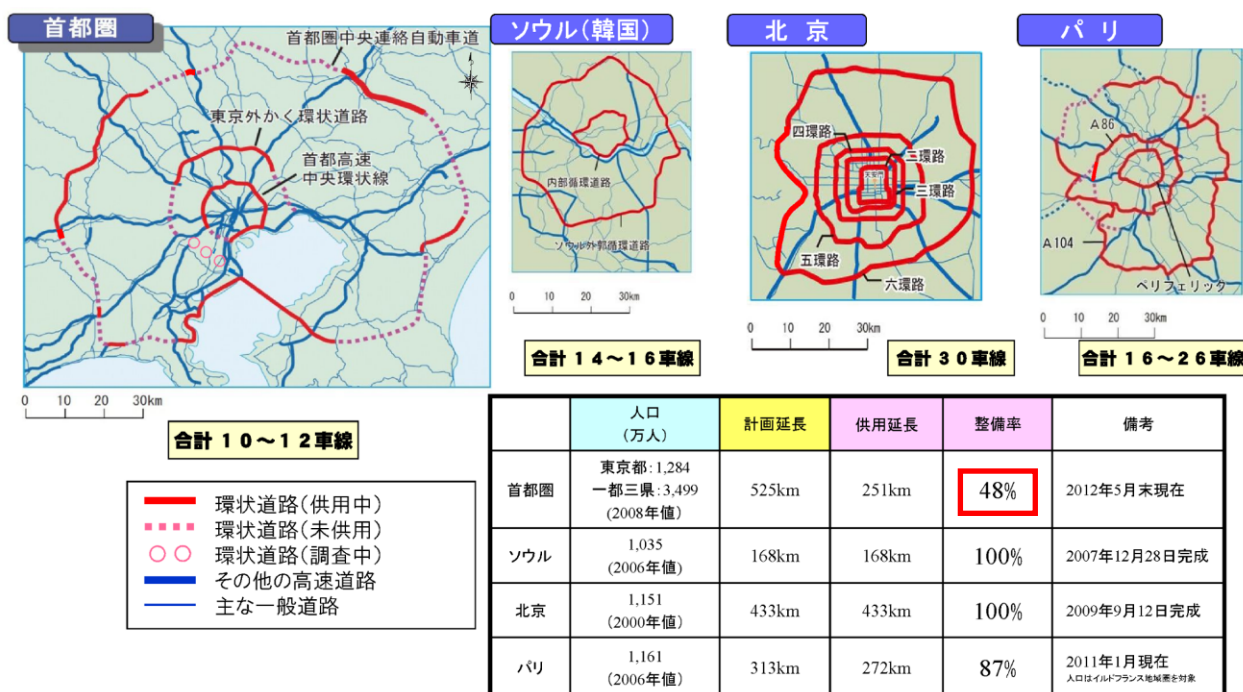 首都圏
首都圏中央連絡自動車道
東京外かく環状道路
首都高速
中央環状線
0 10 20 30km
合計 10～12車線
ソウル(韓国)
内部循環道路
ソウル外郭循環道路
0 10 20 30km
合計 14～16車線
北 京
四環路
二環路
三環路
五環路
六環路
0 10 20 30km
合計 30車線
パ リ
A86
A104
ペリフェリック
0 10 20 30km
合計 16～26車線
環状道路(供用中)
環状道路(未供用)
環状道路(調査中)
その他の高速道路
主な一般道路
人口
(万人)
計画延長
供用延長
整備率
備考
首都圏
東京都:1,284
一都三県:3,499
(2008年値)
525km
251km
48%
2012年5月末現在
ソウル
1,035
(2006年値)
168km
168km
100%
2007年12月28日完成
北京
1,151
(2000年値)
433km
433km
100%
2009年9月12日完成
パリ
1,161
(2006年値)
313km
272km
87%
2011年1月現在
人口はイルドフランス地域圏を対象